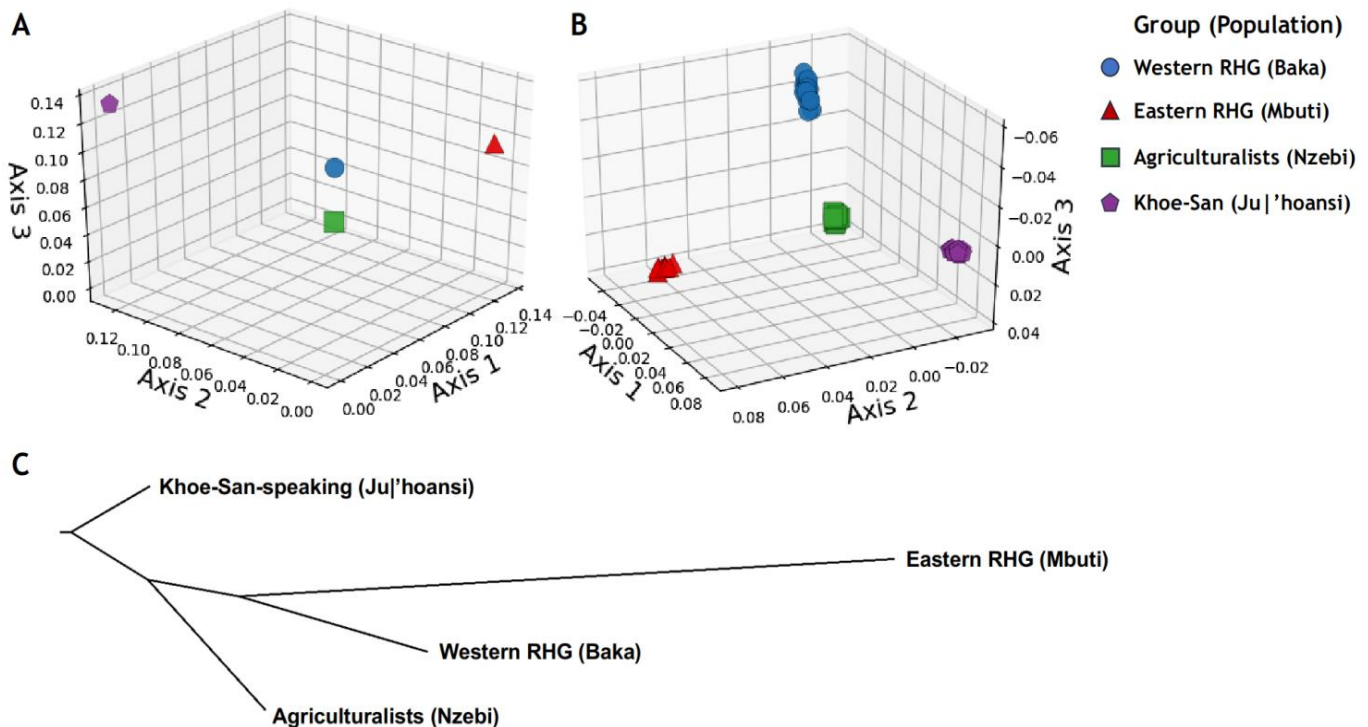 A
0.14
0.12
0.10
0.08
0.06
0.04
0.02
0.00
Axis 3
0.12
0.10
0.08
0.06
0.04
0.02
0.00
Axis 2
0.00
0.02
0.04
0.06
0.08
0.10
0.12
0.14
Axis 1
B
−0.04
−0.02
0.00
0.02
0.04
0.06
0.08
Axis 1
0.08
0.06
0.04
0.02
0.00
−0.02
Axis 2
−0.06
−0.04
−0.02
0.00
0.02
0.04
Axis 3
Group (Population)
Western RHG (Baka)
Eastern RHG (Mbuti)
Agriculturalists (Nzebi)
Khoe-San (Ju|’hoansi)
C
Khoe-San-speaking (Ju|’hoansi)
Eastern RHG (Mbuti)
Western RHG (Baka)
Agriculturalists (Nzebi)